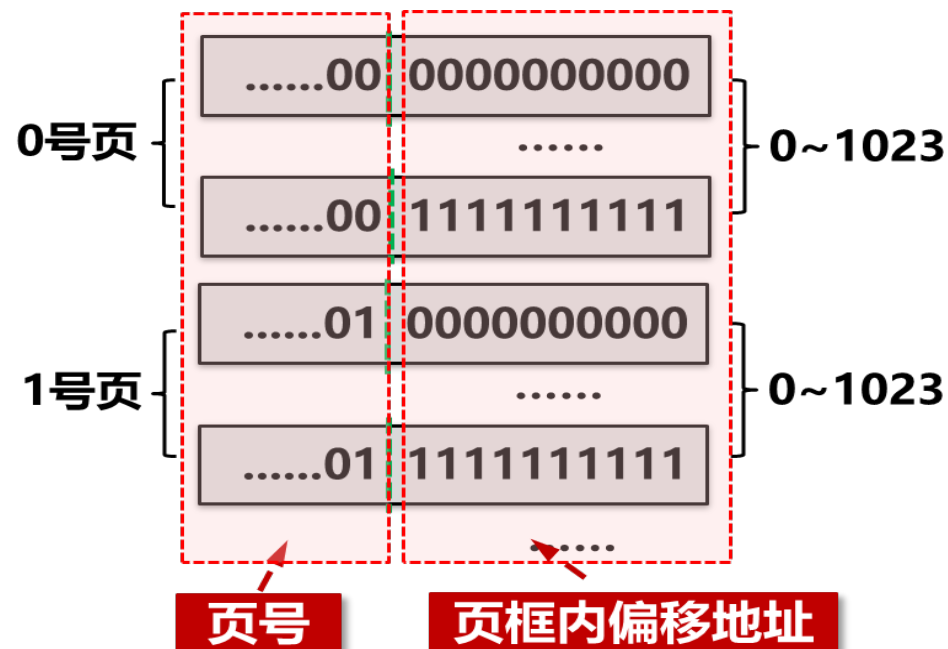 ......00 0000000000
0号页
......
0~1023
......00 1111111111
......01 0000000000
1号页
......
0~1023
......01 1111111111
......
页号
页框内偏移地址